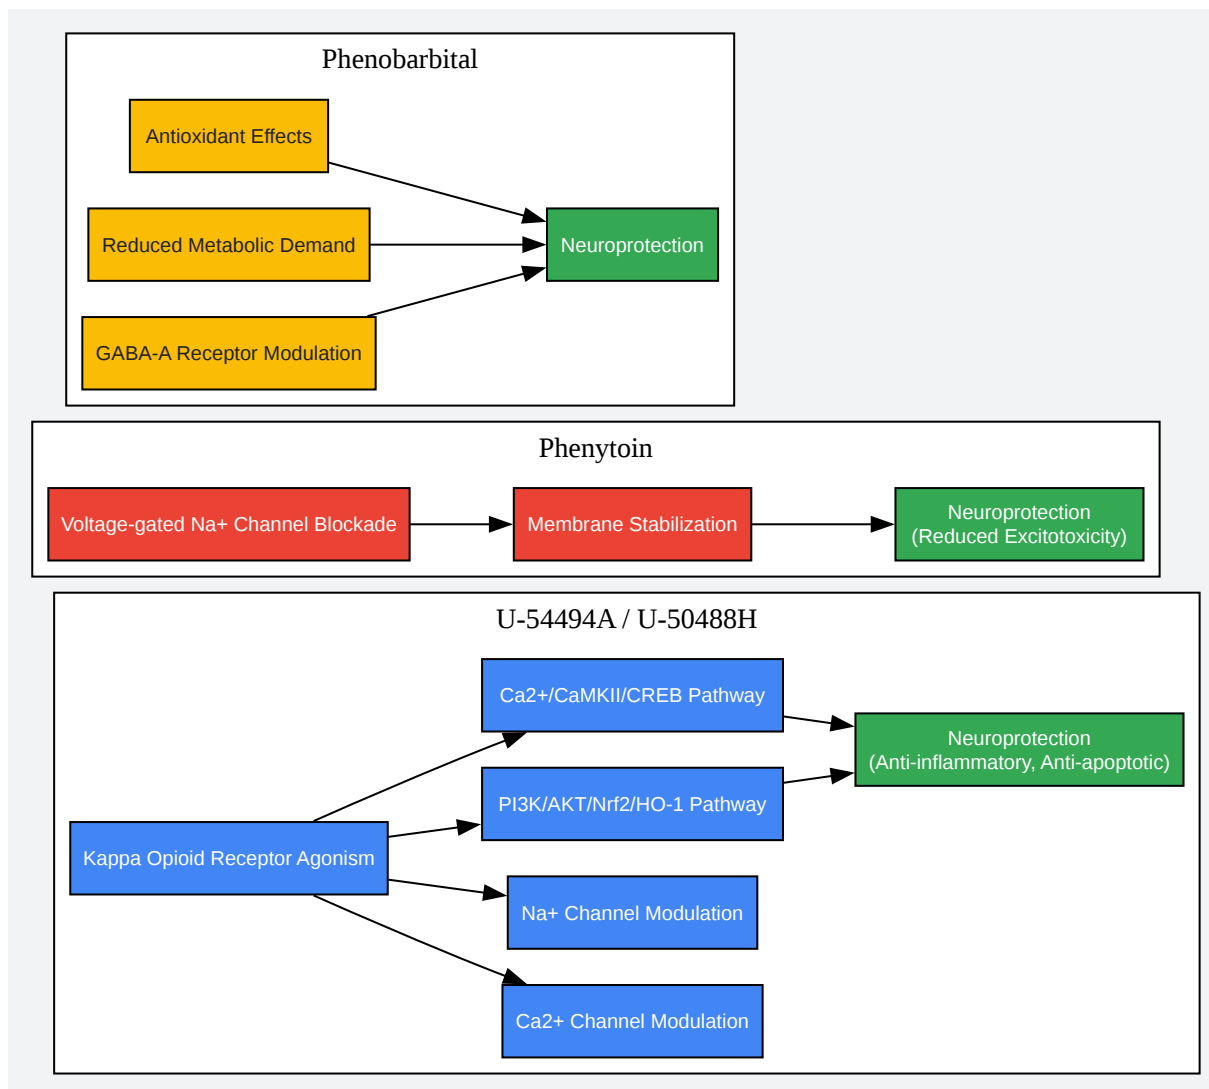 Phenobarbital
Antioxidant Effects
Reduced Metabolic Demand
Neuroprotection
GABA-A Receptor Modulation
Phenytoin
Voltage-gated Na+ Channel Blockade
Membrane Stabilization
Neuroprotection
(Reduced Excitotoxicity)
U-54494A / U-50488H
Ca2+/CaMKII/CREB Pathway
Neuroprotection
(Anti-inflammatory, Anti-apoptotic)
PI3K/AKT/Nrf2/HO-1 Pathway
Kappa Opioid Receptor Agonism
Na+ Channel Modulation
Ca2+ Channel Modulation